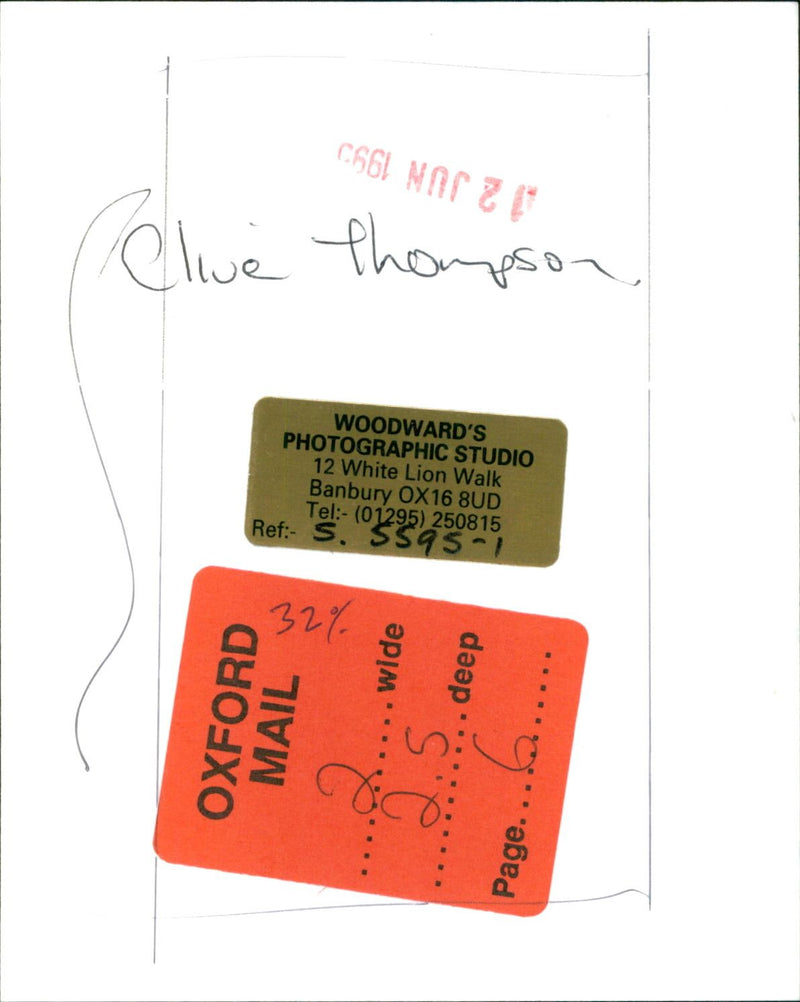 12 JUN 1995
Clive Thompson
WOODWARD'S
PHOTOGRAPHIC STUDIO
12 White Lion Walk
Banbury OX16 8UD
Tel:- (01295) 250815
Ref:- S. 5595-1
OXFORD
MAIL
32%
2 wide
2.5 deep
Page 6